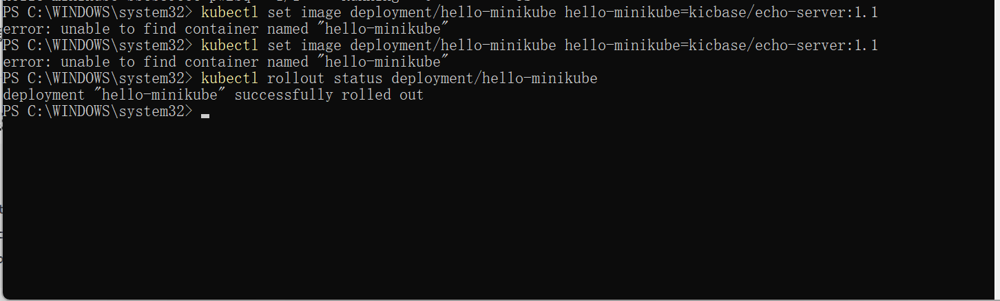 PS C:\WINDOWS\system32> kubectl set image deployment/hello-minikube hello-minikube=kicbase/echo-server:1.1
error: unable to find container named "hello-minikube"
PS C:\WINDOWS\system32> kubectl set image deployment/hello-minikube hello-minikube=kicbase/echo-server:1.1
error: unable to find container named "hello-minikube"
PS C:\WINDOWS\system32> kubectl rollout status deployment/hello-minikube
deployment "hello-minikube" successfully rolled out
PS C:\WINDOWS\system32>